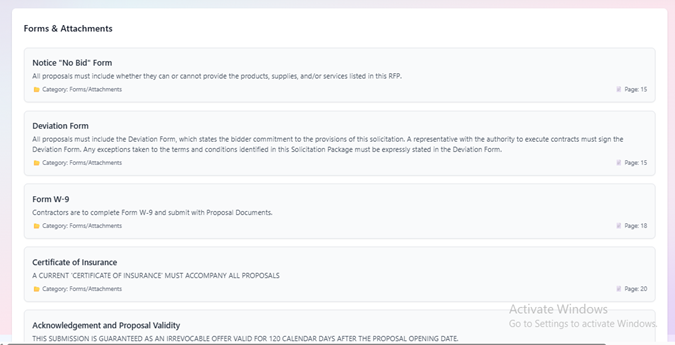 Forms & Attachments
Notice "No Bid" Form
All proposals must include whether they can or cannot provide the products, supplies, and/or services listed in this RFP.
Category: Forms/Attachments
Page: 15
Deviation Form
All proposals must include the Deviation Form, which states the bidder commitment to the provisions of this solicitation. A representative with the authority to execute contracts must sign the
Deviation Form. Any exceptions taken to the terms and conditions identified in this Solicitation Package must be expressly stated in the Deviation Form.
Category: Forms/Attachments
Page: 15
Form W-9
Contractors are to complete Form W-9 and submit with Proposal Documents.
Category: Forms/Attachments
Page: 18
Certificate of Insurance
A CURRENT 'CERTIFICATE OF INSURANCE' MUST ACCOMPANY ALL PROPOSALS
Category: Forms/Attachments
Page: 20
Activate Windows
Go to Settings to activate Windows.
Acknowledgement and Proposal Validity
THIS SUBMISSION IS GUARANTEED AS AN IRREVOCABLE OFFER VALID FOR 120 CALENDAR DAYS AFTER THE PROPOSAL OPENING DATE.